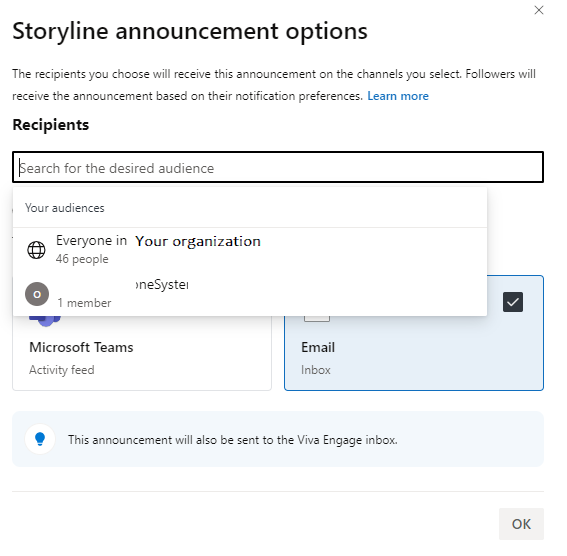 Storyline announcement options
The recipients you choose will receive this announcement on the channels you select. Followers will
receive the announcement based on their notification preferences. Learn more
Recipients
Search for the desired audience
Your audiences
Everyone in Your organization
46 people
O
oneSyster
1 member
Microsoft Teams
Activity feed
Email
Inbox
This announcement will also be sent to the Viva Engage inbox.
OK